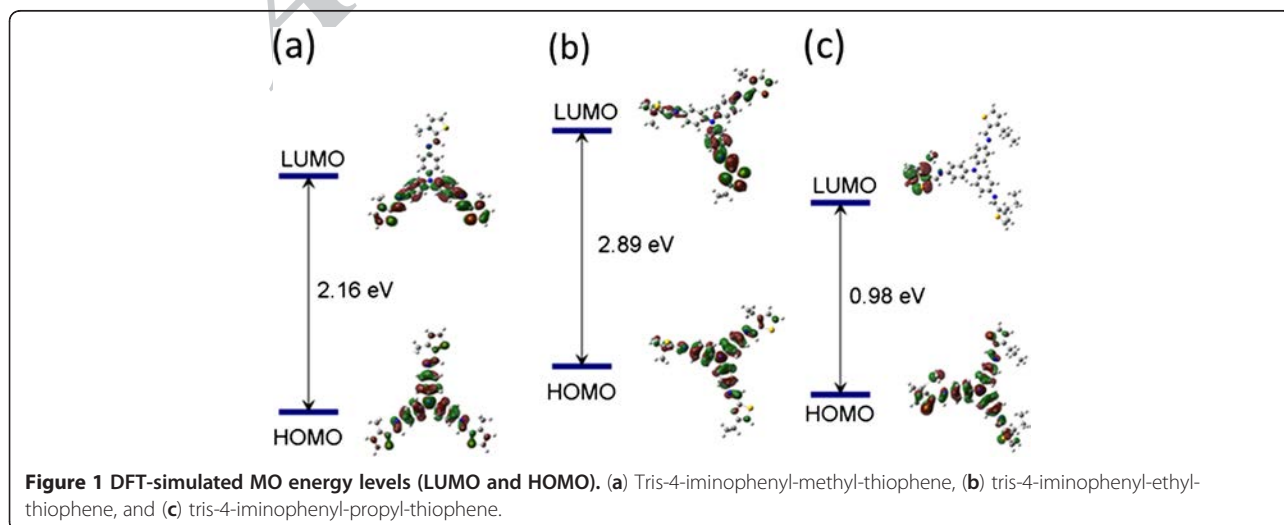 (a)
(b)
(c)
LUMO
2.16 eV
HOMO
LUMO
2.89 eV
HOMO
LUMO
0.98 eV
HOMO
Figure 1 DFT-simulated MO energy levels (LUMO and HOMO). (a) Tris-4-iminophenyl-methyl-thiophene, (b) tris-4-iminophenyl-ethyl-
thiophene, and (c) tris-4-iminophenyl-propyl-thiophene.